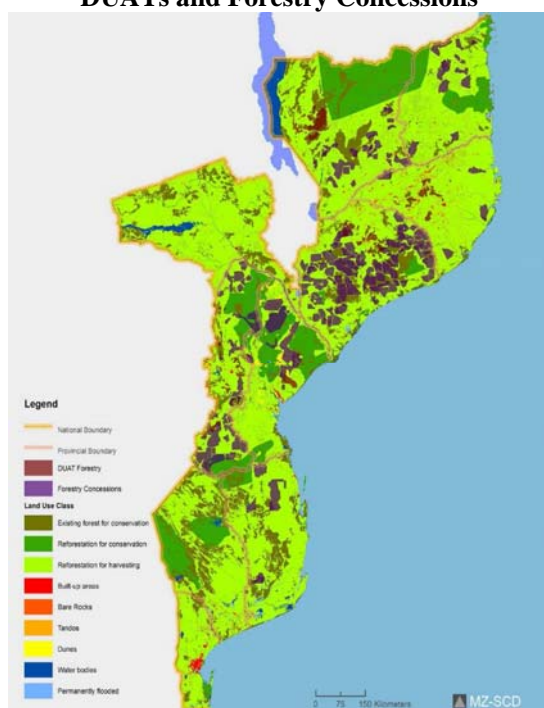 DUATs and Forestry Concessions
Legend
National Boundary
Provincial Boundary
DUAT Forestry
Forestry Concessions
Land Use Class
Existing forest for conservation
Reforestation for conservation
Reforestation for harvesting
Built-up areas
Bare Rocks
Tandos
Dunes
Water bodies
Permanently flooded
0 75 150 Kilometers
MZ-SCD